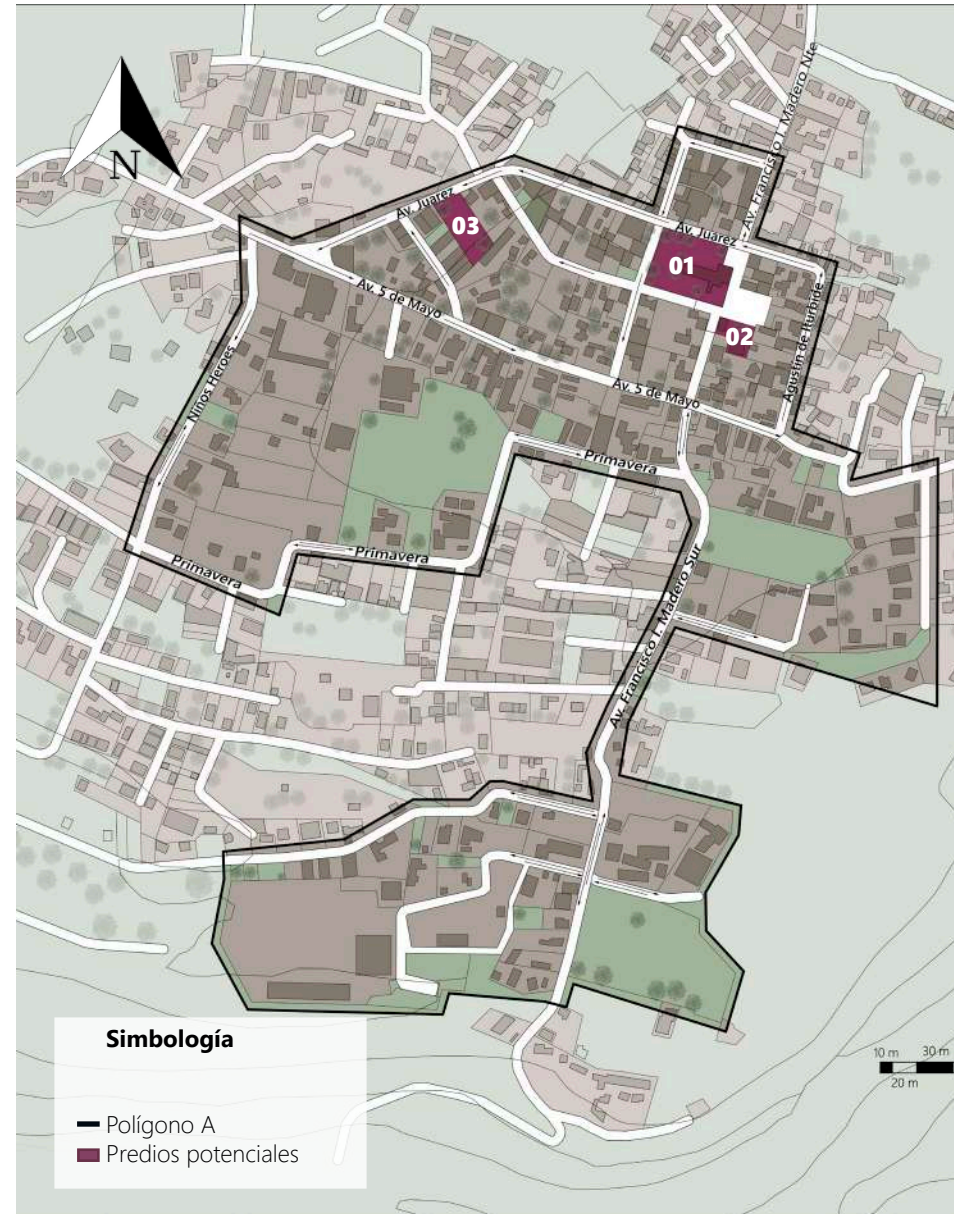 Av. Francisco I. Madero Nte
N
Av. Juarez
03
Av. Juarez
01
02
Av. 5 de Mayo
Agustin de Iturbide
Niños Heroes
Av. 5 de Mayo
Primavera
Primavera
Primavera
Av. Francisco I. Madero Sur
10 m 30 m
20 m
Simbología
Polígono A
Predios potenciales